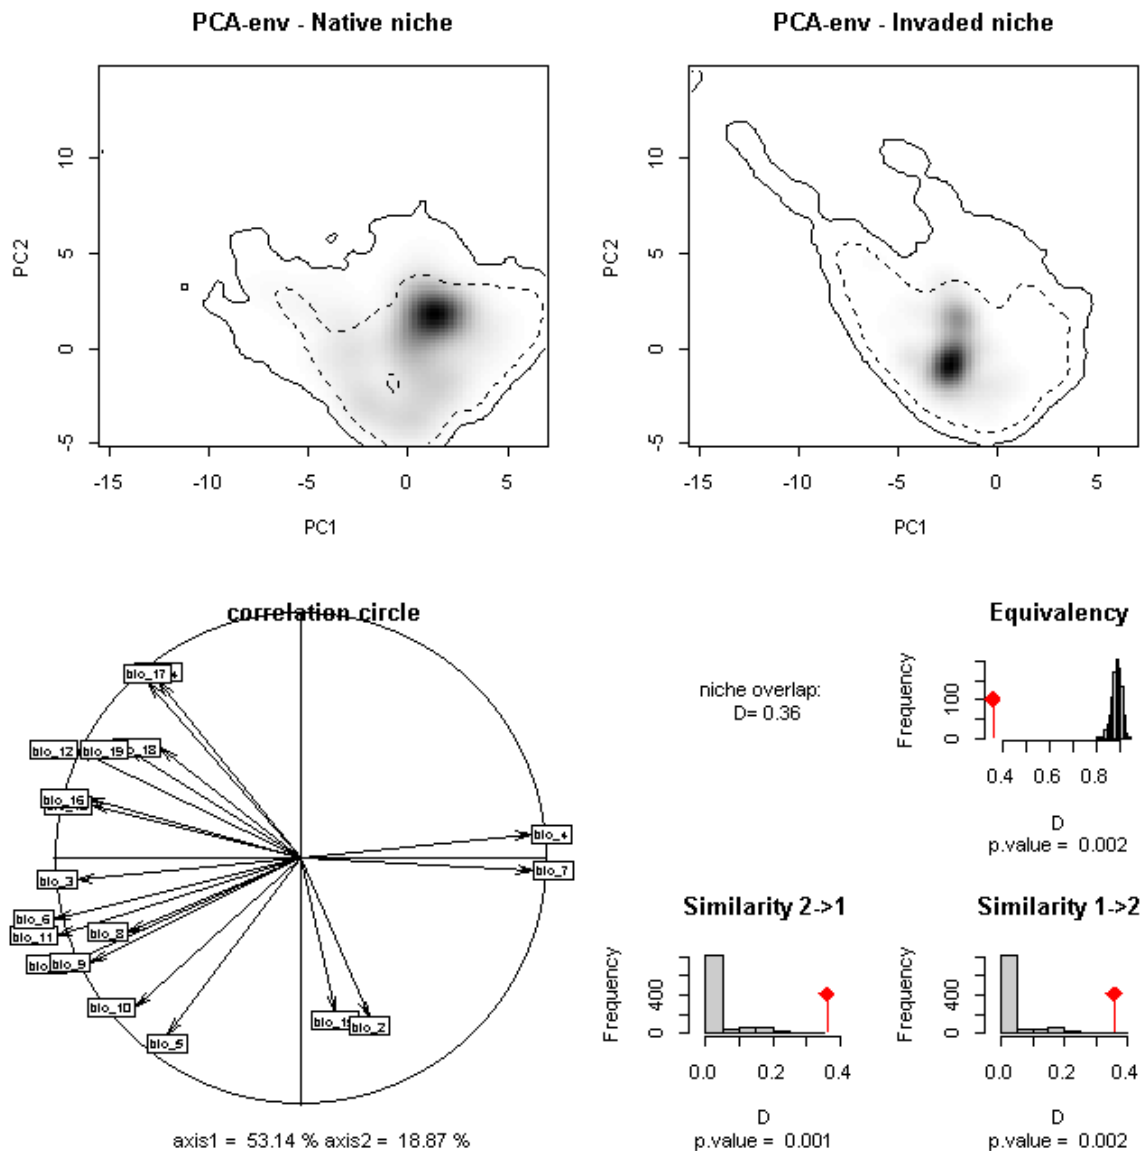 PCA-env - Native niche
PCA-env - Invaded niche
PC2
10
5
0
-5
-15
-10
-5
0
5
PC1
PC2
10
5
0
-5
-15
-10
-5
0
5
PC1
correlation circle
bio_17
bio_12
bio_19
bio_16
bio_3
bio_6
bio_11
bio_8
bio_9
bio_10
bio_5
bio_2
bio_4
bio_7
axis1 = 53.14 % axis2 = 18.87 %
niche overlap:
D= 0.36
Equivalency
Frequency
100
0
0.4 0.6 0.8
D
p.value = 0.002
Similarity 2->1
Frequency
400
0
0.0 0.2 0.4
D
p.value = 0.001
Similarity 1->2
Frequency
400
0
0.0 0.2 0.4
D
p.value = 0.002